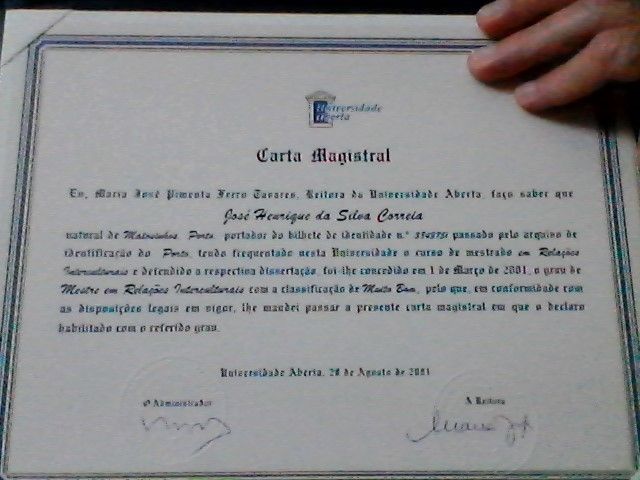 Universidade
Aberta
Carta Magistral
Eu, Maria José Pimenta Ferro Tavares, Reitora da Universidade Aberta, faço saber que
José Henrique da Silva Correia
natural de Matosinhos, Porto, portador do bilhete de identidade n.º passado pelo arquivo de
identificação do Porto, tendo frequentado nesta Universidade o curso de mestrado em Relações
Interculturais e defendido a respectiva dissertação, foi-lhe concedido em 1 de Março de 2001, o grau de
Mestre em Relações Interculturais com a classificação de Muito Bom, pelo que, em conformidade com
as disposições legais em vigor, lhe mandei passar a presente carta magistral em que o declaro
habilitado com o referido grau.
Universidade Aberta, 20 de Agosto de 2001
O Administrador
A Reitora